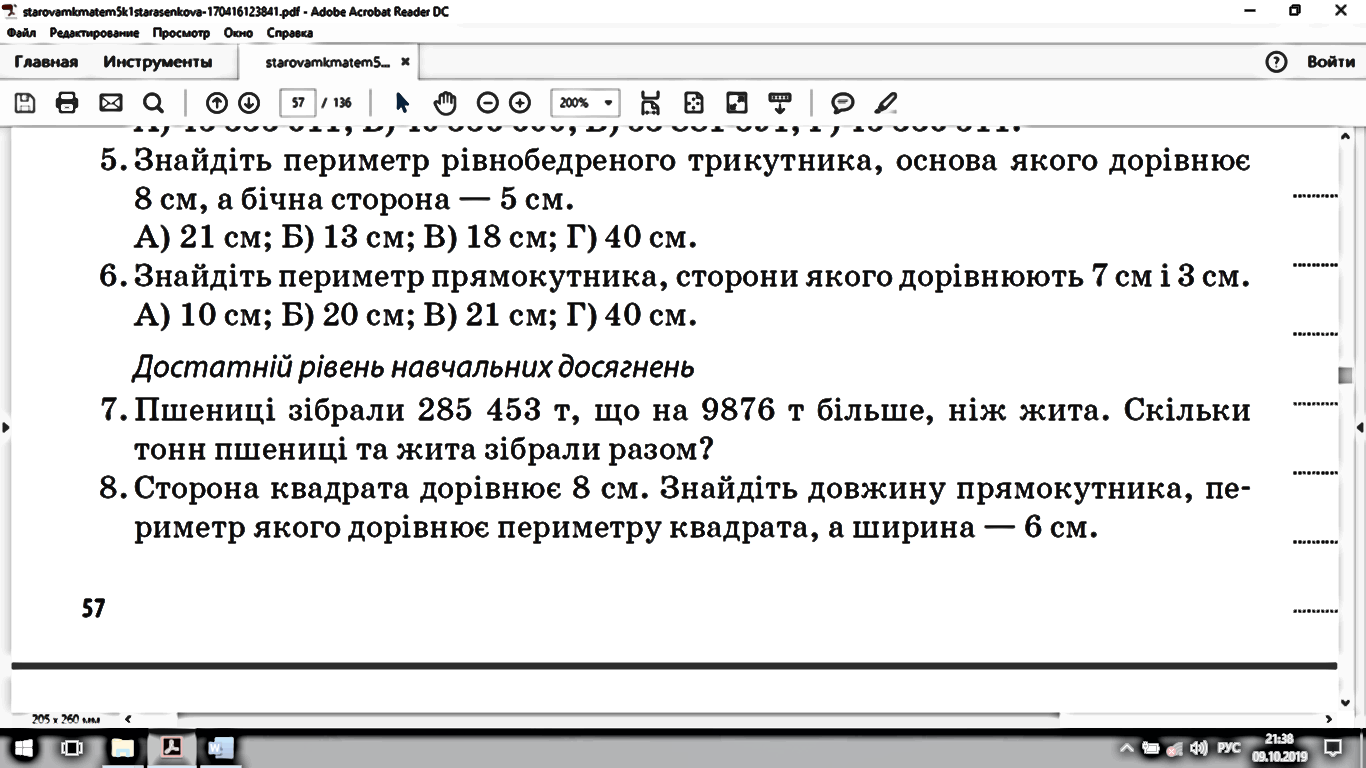 starovamkmatem5k1starasenkova-170416123841.pdf - Adobe Acrobat Reader DC
Файл Редактирование Просмотр Окно Справка
Главная Инструменты starovamkmatem5... × Войти
57 / 136 200%
5. Знайдіть периметр рівнобедреного трикутника, основа якого дорівнює
8 см, а бічна сторона — 5 см.
А) 21 см; Б) 13 см; В) 18 см; Г) 40 см.
6. Знайдіть периметр прямокутника, сторони якого дорівнюють 7 см і 3 см.
А) 10 см; Б) 20 см; В) 21 см; Г) 40 см.
Достатній рівень навчальних досягнень
7. Пшениці зібрали 285 453 т, що на 9876 т більше, ніж жита. Скільки
тонн пшениці та жита зібрали разом?
8. Сторона квадрата дорівнює 8 см. Знайдіть довжину прямокутника, пе-
риметр якого дорівнює периметру квадрата, а ширина — 6 см.
57
205 x 260 мм
РУС 21:38
09.10.2019